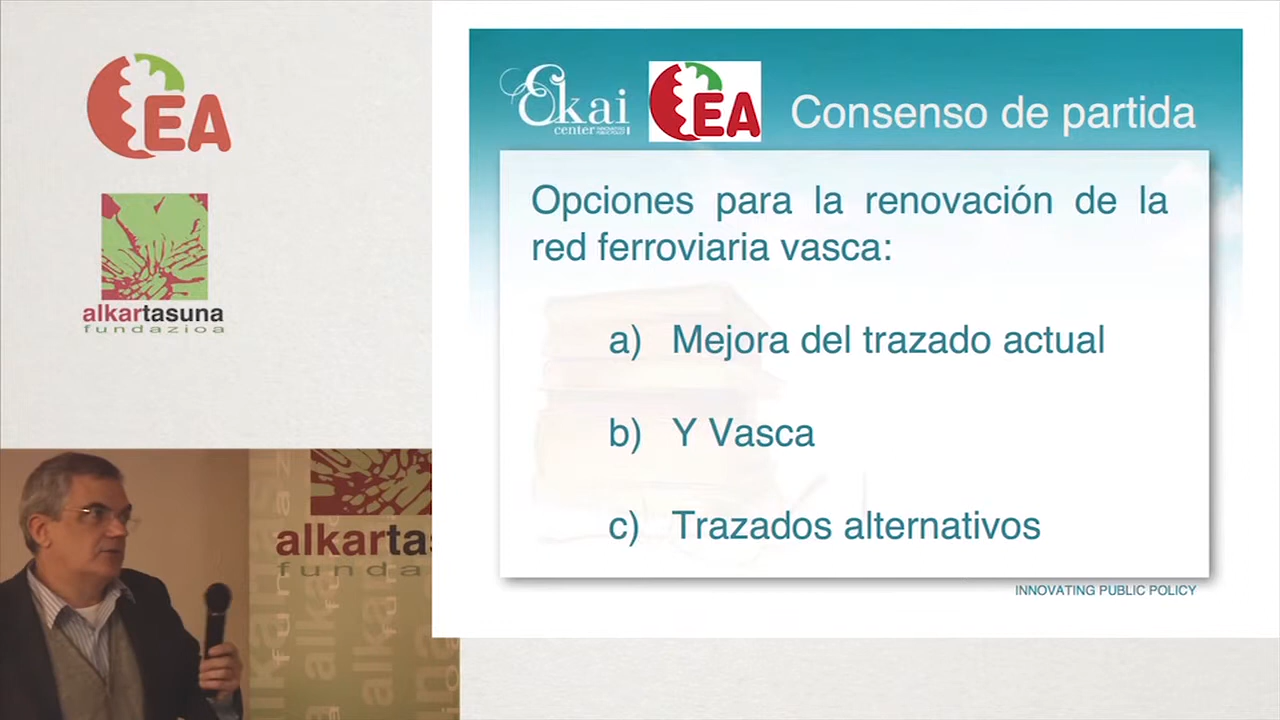 EA
alkartasuna
fundazioa
Ekai
center
EA
Consenso de partida
Opciones para la renovación de la
red ferroviaria vasca:
a) Mejora del trazado actual
b) Y Vasca
c) Trazados alternativos
INNOVATING PUBLIC POLICY
alkarta
funda